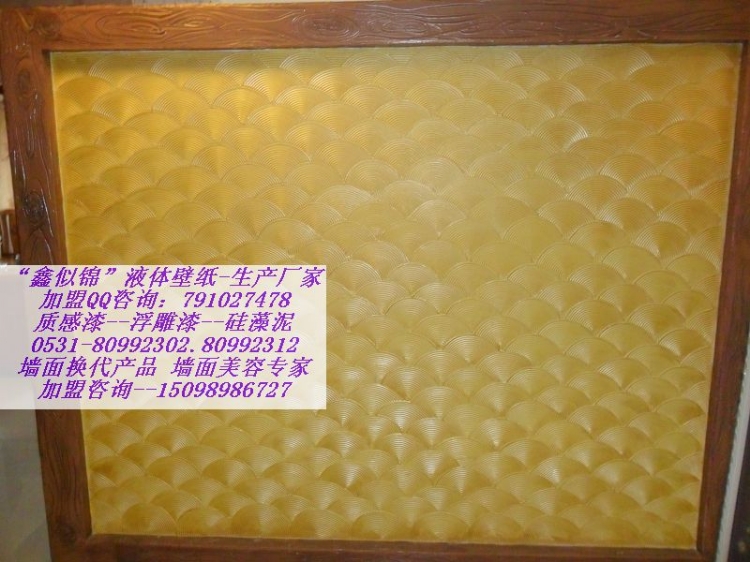 “鑫似锦”液体壁纸-生产厂家
加盟QQ咨询：791027478
质感漆--浮雕漆--硅藻泥
0531-80992302.80992312
墙面换代产品 墙面美容专家
加盟咨询--15098986727